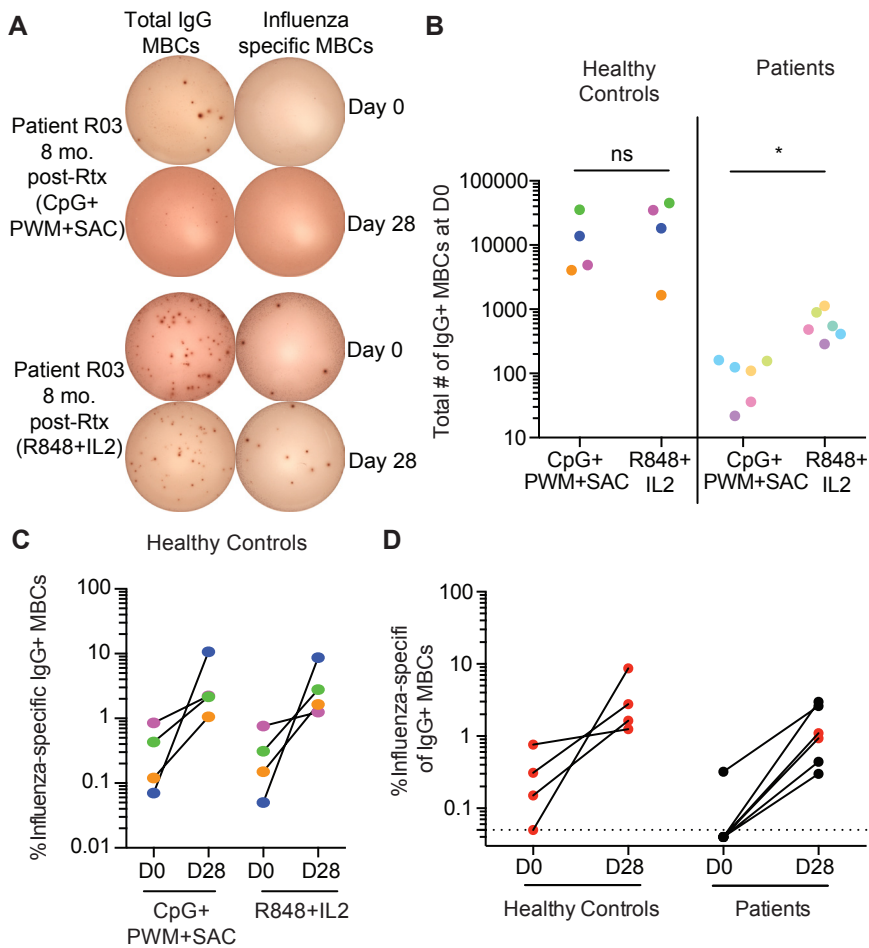 A
Total IgG
MBCs
Influenza
specific MBCs
Patient R03
8 mo.
post-Rtx
(CpG+
PWM+SAC)
Day 0
Day 28
Patient R03
8 mo.
post-Rtx
(R848+IL2)
Day 0
Day 28
B
Healthy
Controls
Patients
ns
*
Total # of IgG+ MBCs at D0
100000
10000
1000
100
10
CpG+
PWM+SAC
R848+
IL2
CpG+
PWM+SAC
R848+
IL2
C
Healthy Controls
%Influenza-specific IgG+ MBCs
100
10
1
0.1
0.01
D0
D28
D0
D28
CpG+
PWM+SAC
R848+IL2
D
%Influenza-specifi
of IgG+ MBCs
100
10
1
0.1
D0
D28
D0
D28
Healthy Controls
Patients